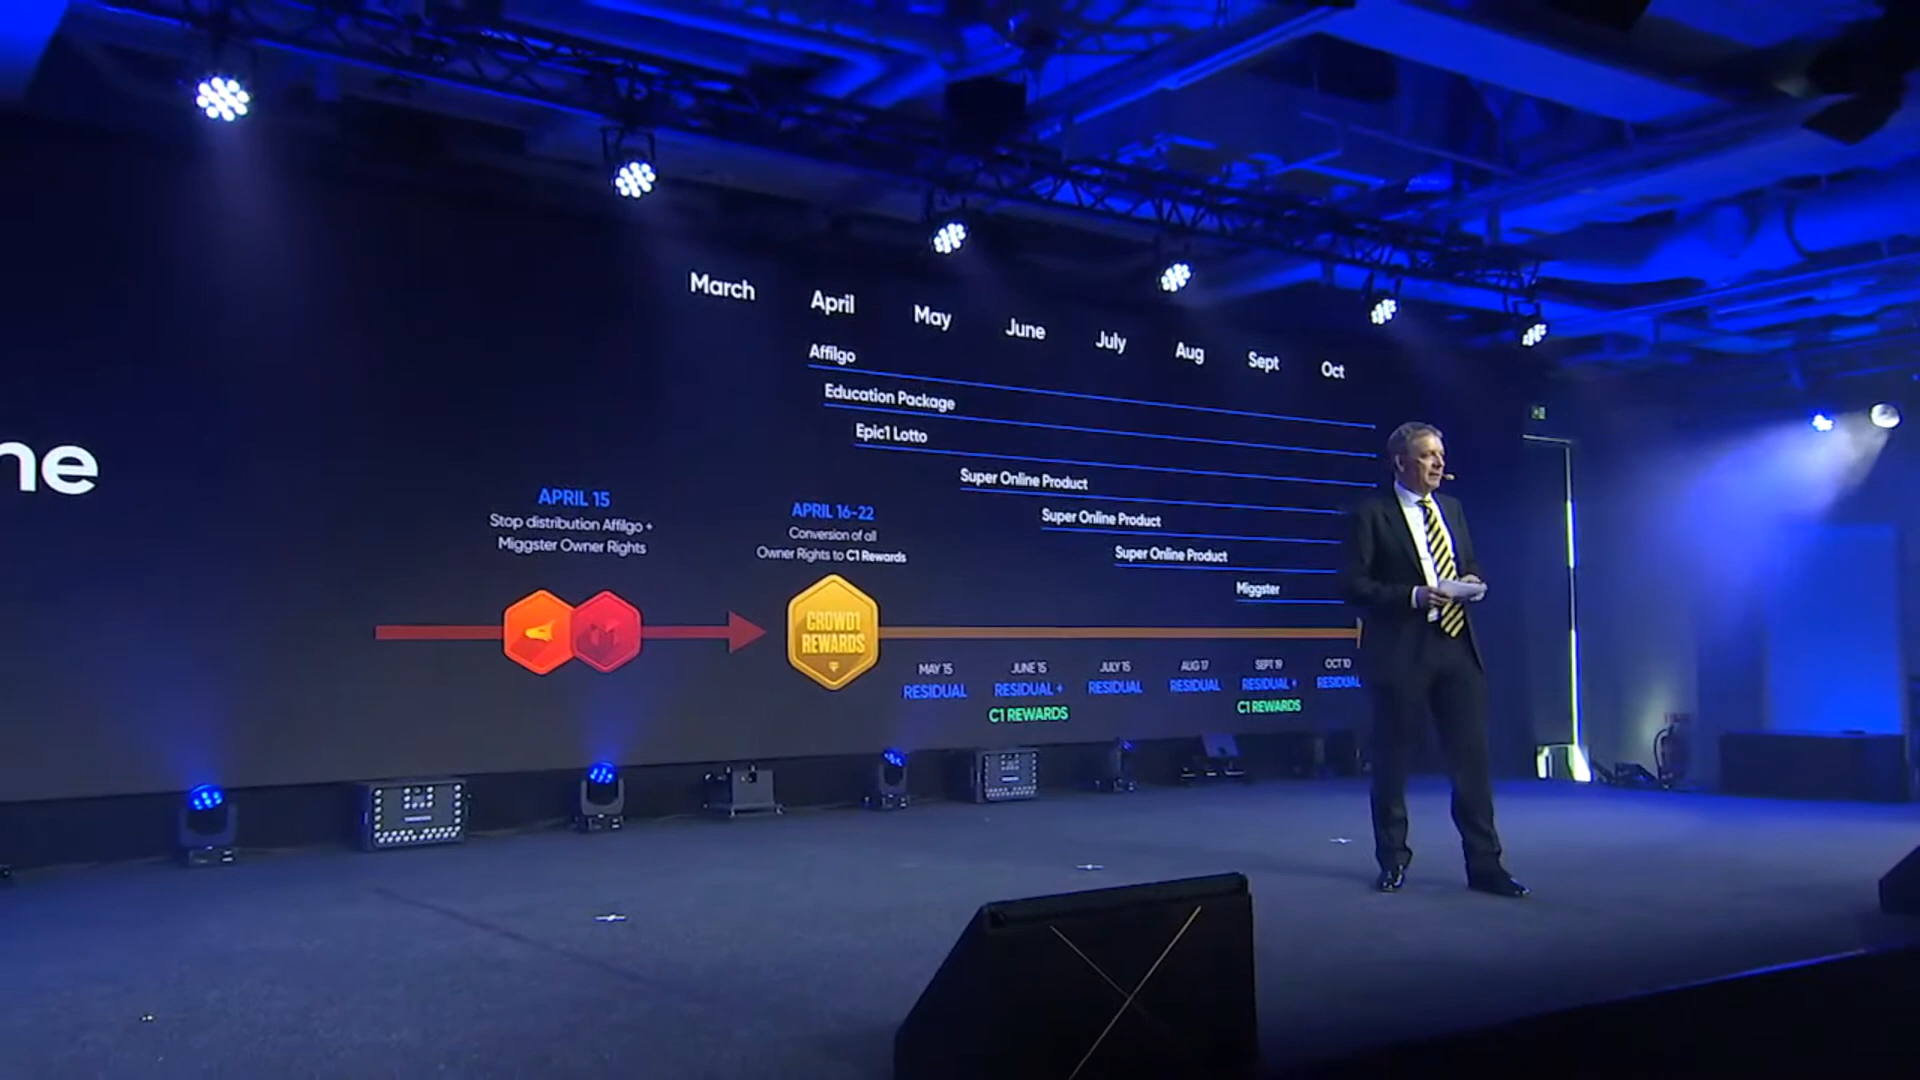 ne
March
April
May
June
July
Aug
Sept
Oct
Affilgo
Education Package
Epic1 Lotto
Super Online Product
Super Online Product
Super Online Product
Miggster
APRIL 15
Stop distribution Affilgo +
Miggster Owner Rights
APRIL 16-22
Conversion of all
Owner Rights to C1 Rewards
CROWD1
REWARDS
MAY 15
RESIDUAL
JUNE 15
RESIDUAL +
C1 REWARDS
JULY 15
RESIDUAL
AUG 17
RESIDUAL
SEPT 19
RESIDUAL +
C1 REWARDS
OCT 10
RESIDUAL